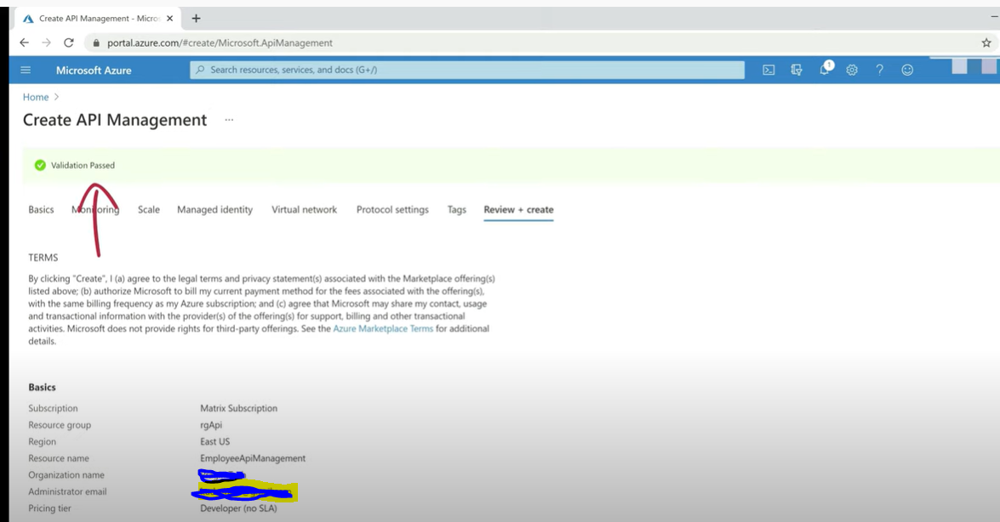 Create API Management - Micros
portal.azure.com/#create/Microsoft.ApiManagement
Microsoft Azure
Search resources, services, and docs (G+/)
1
Home >
Create API Management ...
Validation Passed
Basics Monitoring Scale Managed identity Virtual network Protocol settings Tags Review + create
TERMS
By clicking "Create", I (a) agree to the legal terms and privacy statement(s) associated with the Marketplace offering(s)
listed above; (b) authorize Microsoft to bill my current payment method for the fees associated with the offering(s),
with the same billing frequency as my Azure subscription; and (c) agree that Microsoft may share my contact, usage
and transactional information with the provider(s) of the offering(s) for support, billing and other transactional
activities. Microsoft does not provide rights for third-party offerings. See the Azure Marketplace Terms for additional
details.
Basics
Subscription Matrix Subscription
Resource group rgApi
Region East US
Resource name EmployeeApiManagement
Organization name
Administrator email
Pricing tier Developer (no SLA)